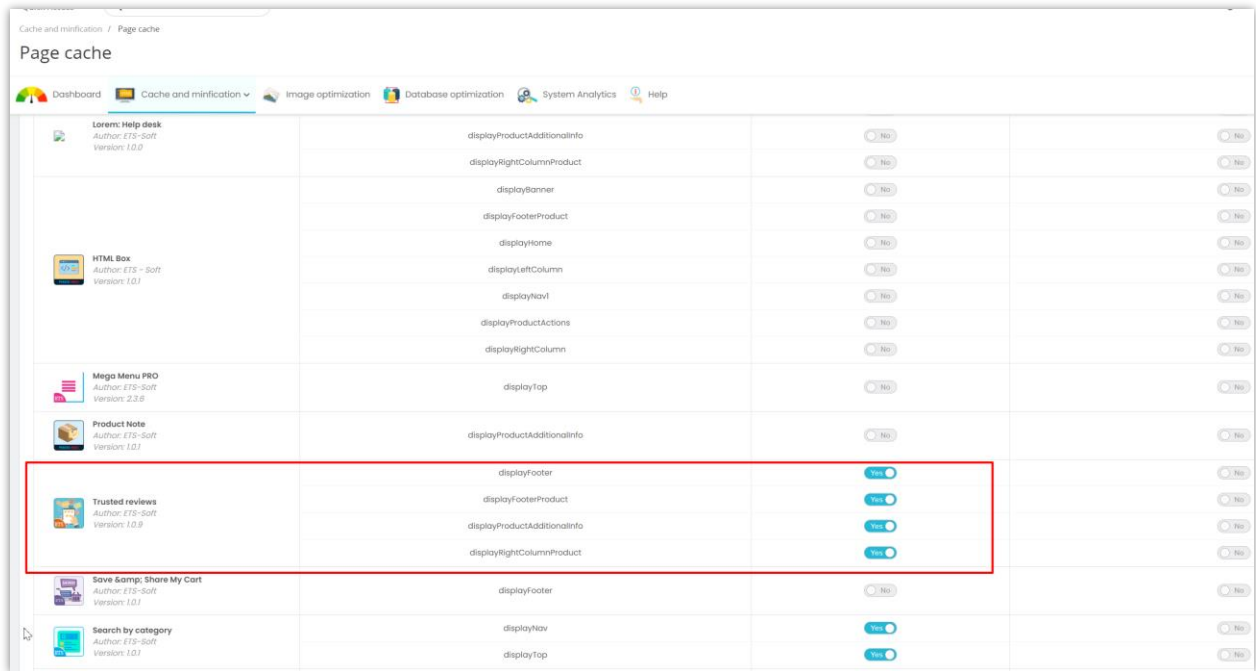 Cache and minfication / Page cache
Page cache
Dashboard Cache and minfication Image optimization Database optimization System Analytics Help
Lorem: Help desk
Author: ETS-Soft
Version: 1.0.0
displayProductAdditionalInfo No No
displayRightColumnProduct No No
HTML Box
Author: ETS - Soft
Version: 1.0.1
displayBanner No No
displayFooterProduct No No
displayHome No No
displayLeftColumn No No
displayNav1 No No
displayProductActions No No
displayRightColumn No No
Mega Menu PRO
Author: ETS-Soft
Version: 2.3.6
displayTop No No
Product Note
Author: ETS-Soft
Version: 1.0.1
displayProductAdditionalInfo No No
Trusted reviews
Author: ETS-Soft
Version: 1.0.9
displayFooter Yes No
displayFooterProduct Yes No
displayProductAdditionalInfo Yes No
displayRightColumnProduct Yes No
Save &amp; Share My Cart
Author: ETS-Soft
Version: 1.0.1
displayFooter No No
Search by category
Author: ETS-Soft
Version: 1.0.1
displayNav Yes No
displayTop Yes No